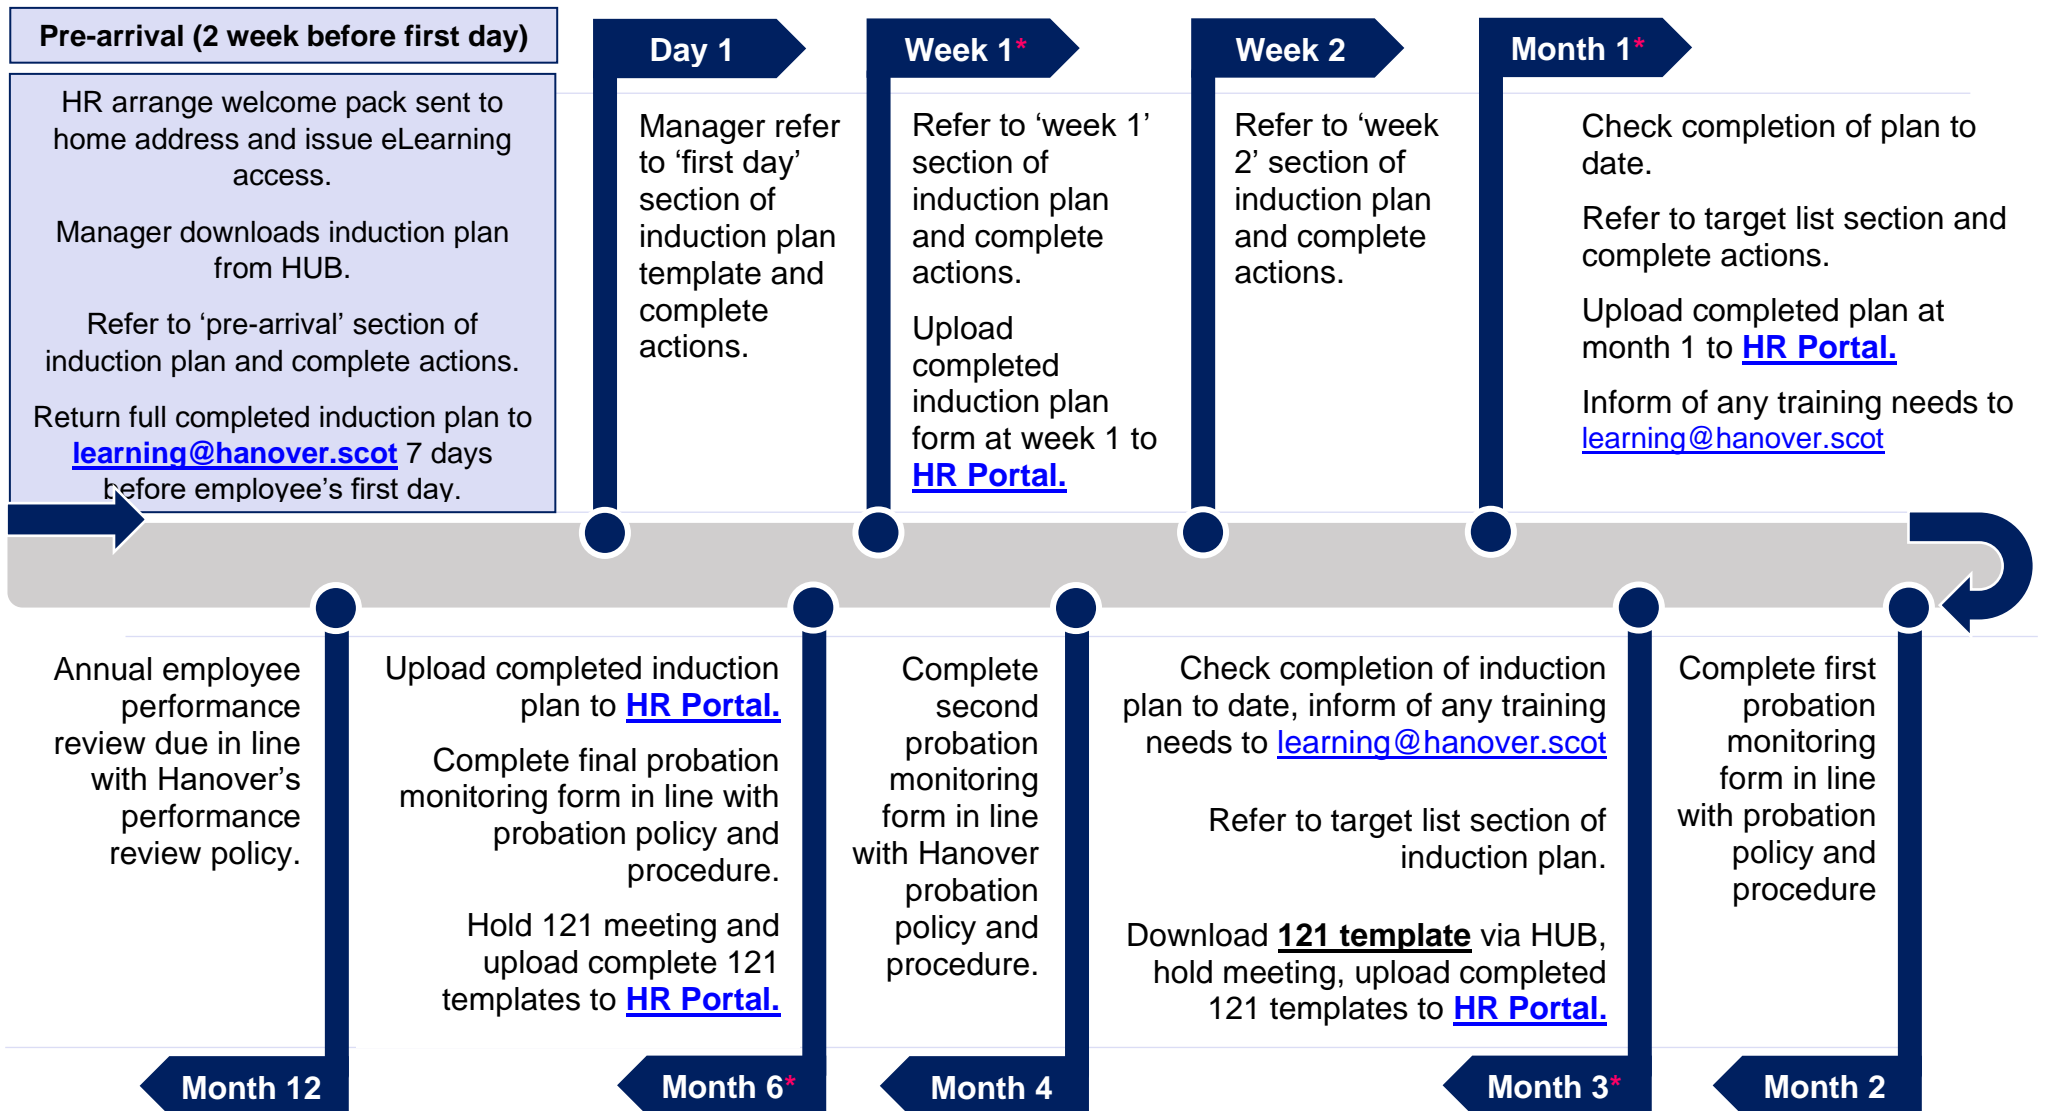 Pre-arrival (2 week before first day)
HR arrange welcome pack sent to
home address and issue eLearning
access.
Manager downloads induction plan
from HUB.
Refer to ‘pre-arrival’ section of
induction plan and complete actions.
Return full completed induction plan to
learning@hanover.scot 7 days
before employee’s first day.
Day 1
Manager refer
to ‘first day’
section of
induction plan
template and
complete
actions.
Week 1*
Refer to ‘week 1’
section of
induction plan
and complete
actions.
Upload
completed
induction plan
form at week 1 to
HR Portal.
Week 2
Refer to ‘week
2’ section of
induction plan
and complete
actions.
Month 1*
Check completion of plan to
date.
Refer to target list section and
complete actions.
Upload completed plan at
month 1 to HR Portal.
Inform of any training needs to
learning@hanover.scot
Complete first
probation
monitoring
form in line
with probation
policy and
procedure
Month 2
Check completion of induction
plan to date, inform of any training
needs to learning@hanover.scot
Refer to target list section of
induction plan.
Download 121 template via HUB,
hold meeting, upload completed
121 templates to HR Portal.
Month 3*
Complete
second
probation
monitoring
form in line
with Hanover
probation
policy and
procedure.
Month 4
Upload completed induction
plan to HR Portal.
Complete final probation
monitoring form in line with
probation policy and
procedure.
Hold 121 meeting and
upload complete 121
templates to HR Portal.
Month 6*
Annual employee
performance
review due in line
with Hanover’s
performance
review policy.
Month 12